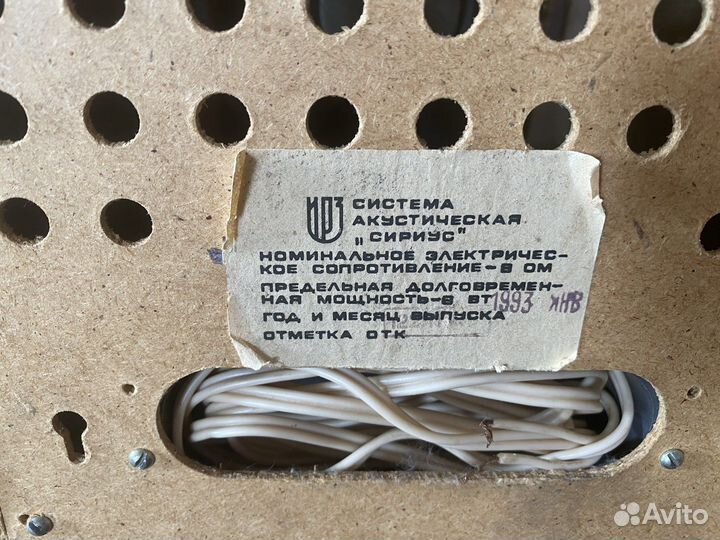 ИРЗ
СИСТЕМА
АКУСТИЧЕСКАЯ
„СИРИУС"
НОМИНАЛЬНОЕ ЭЛЕКТРИЧЕС-
КОЕ СОПРОТИВЛЕНИЕ-8 ОМ
ПРЕДЕЛЬНАЯ ДОЛГОВРЕМЕН-
НАЯ МОЩНОСТЬ-6 ВТ
1993 ЯНВ
ГОД И МЕСЯЦ ВЫПУСКА
ОТМЕТКА ОТК
Avito